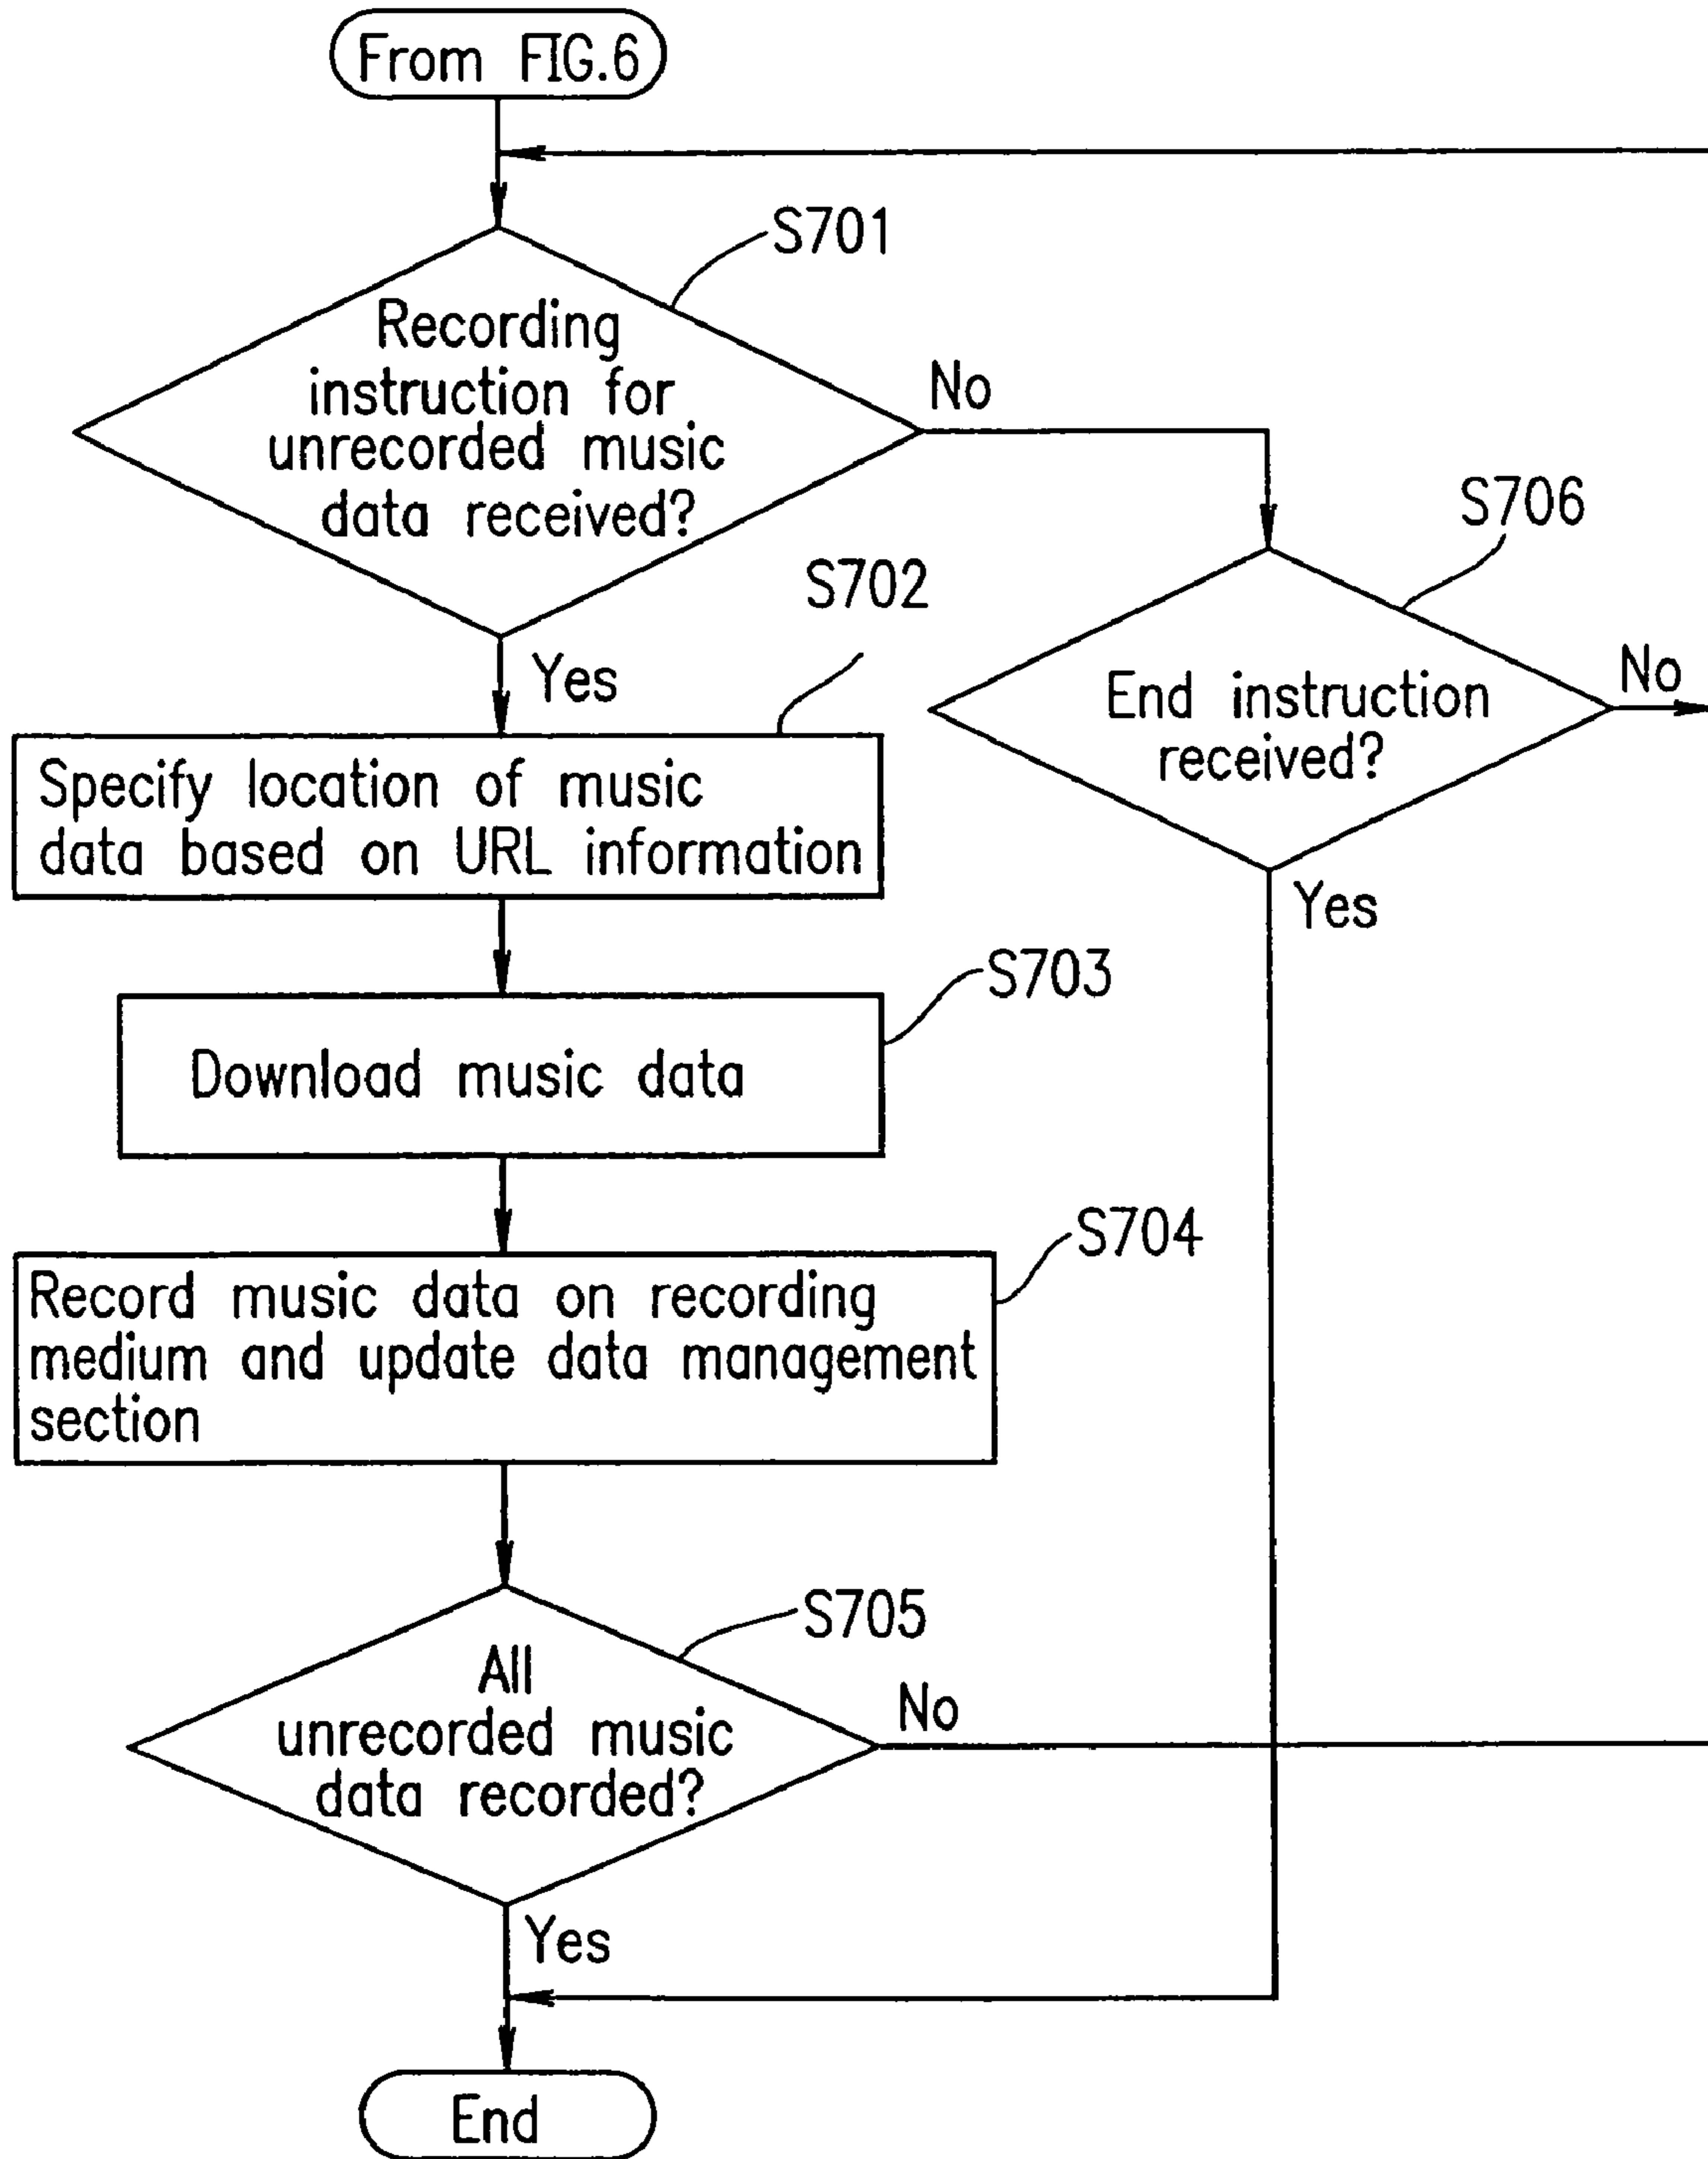 From FIG.6
S701
Recording
instruction for
unrecorded music
data received?
No
S706
S702
Yes
End instruction
received?
No
Specify location of music
data based on URL information
Yes
S703
Download music data
S704
Record music data on recording
medium and update data management
section
S705
All
unrecorded music
data recorded?
No
Yes
End